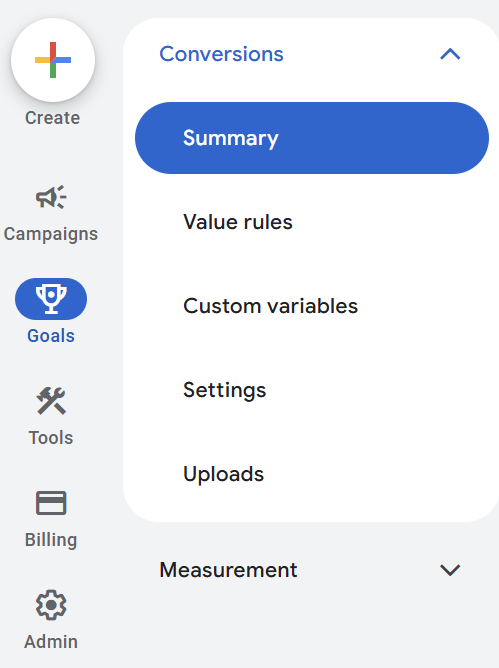 Create
Campaigns
Goals
Tools
Billing
Admin
Conversions
Summary
Value rules
Custom variables
Settings
Uploads
Measurement